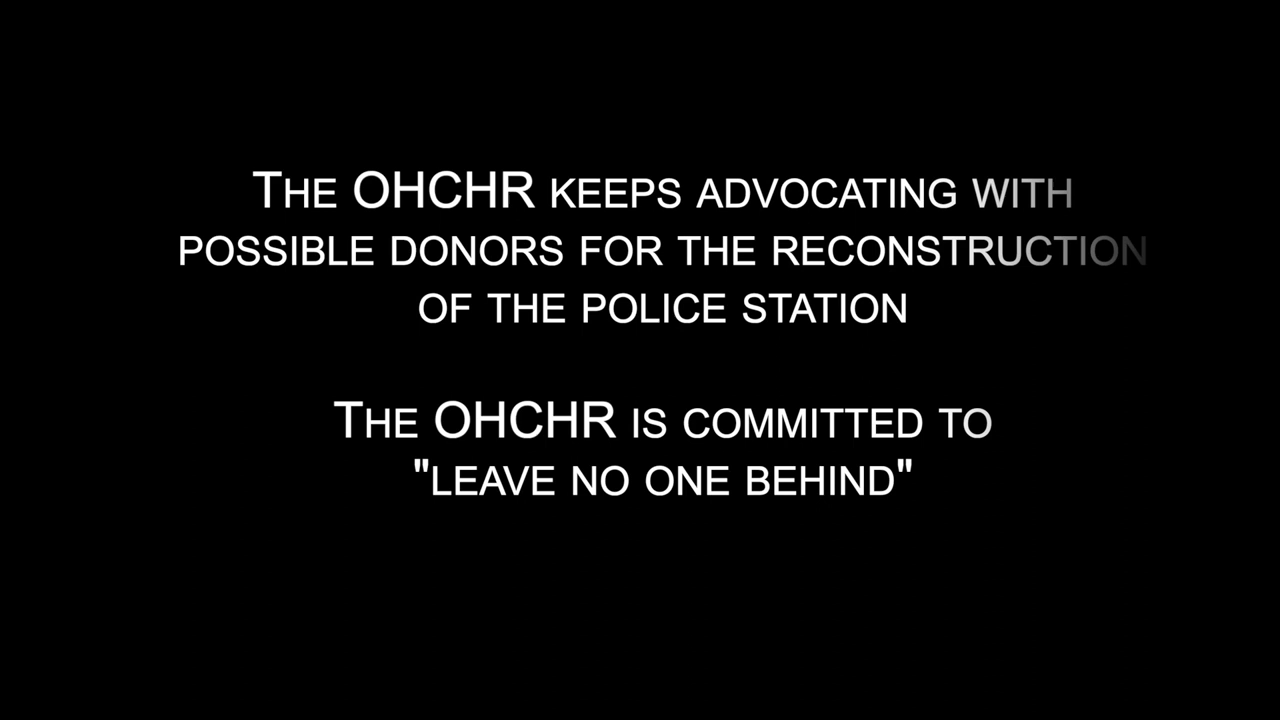 The OHCHR keeps advocating with
possible donors for the reconstruction
of the police station
The OHCHR is committed to
"leave no one behind"